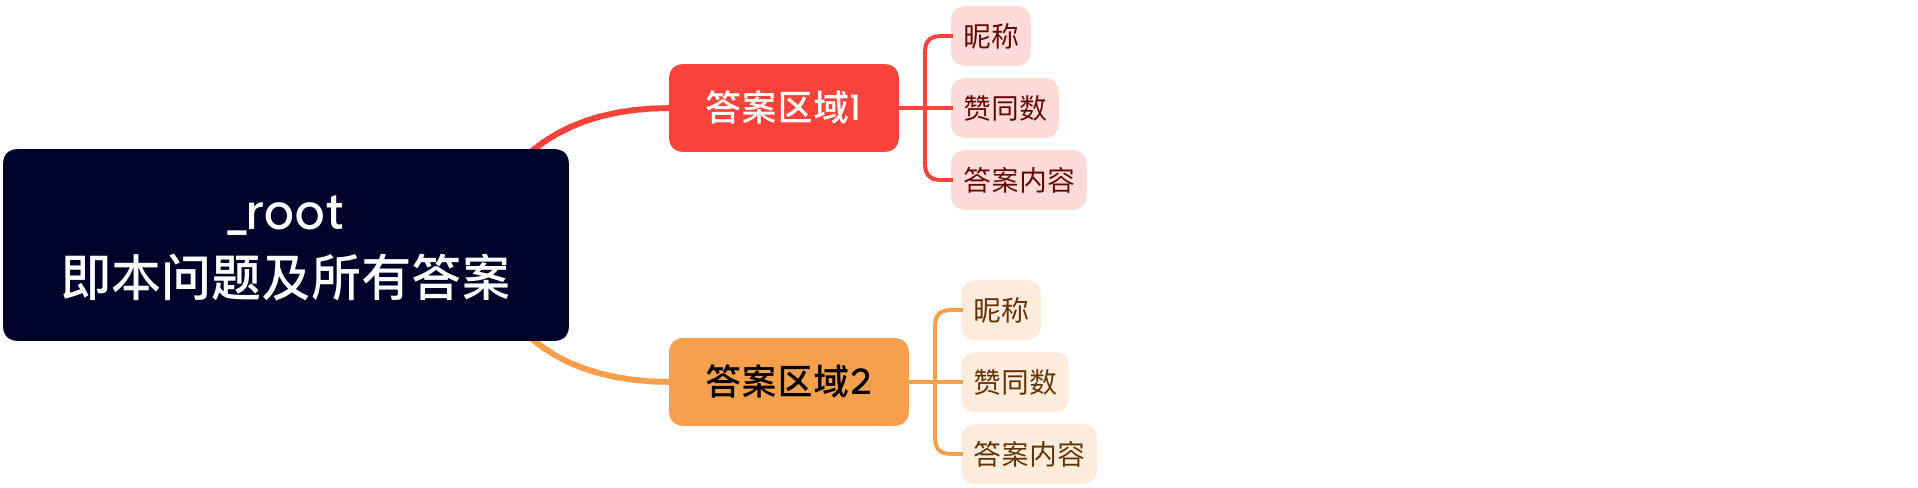 _root
即本问题及所有答案
答案区域1
昵称
赞同数
答案内容
答案区域2
昵称
赞同数
答案内容